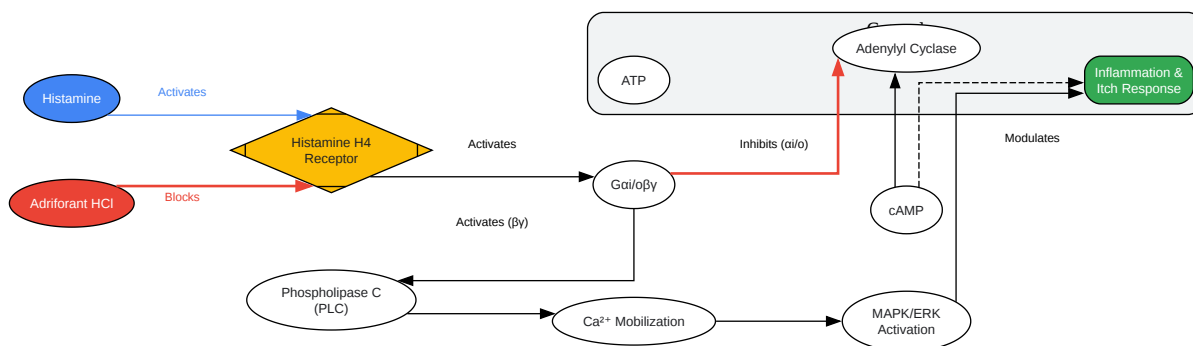 Histamine
Activates
Histamine H4
Receptor
Adriforant HCl
Blocks
Activates
Gαi/oβγ
Activates (βγ)
Inhibits (αi/o)
ATP
Adenylyl Cyclase
Inflammation &
Itch Response
Modulates
cAMP
Phospholipase C
(PLC)
Ca²⁺ Mobilization
MAPK/ERK
Activation